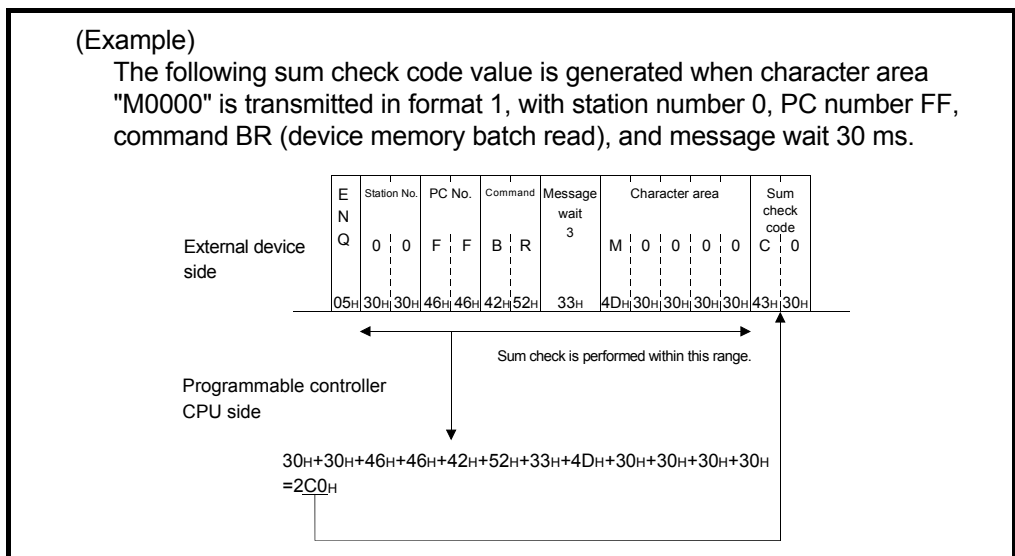 (Example)
The following sum check code value is generated when character area
"M0000" is transmitted in format 1, with station number 0, PC number FF,
command BR (device memory batch read), and message wait 30 ms.
E
N
Q
Station No.
PC No.
Command
Message
wait
3
Character area
Sum
check
code
External device
side
0 0 F F B R M 0 0 0 0 C 0
05H 30H 30H 46H 46H 42H 52H 33H 4DH 30H 30H 30H 30H 43H 30H
Sum check is performed within this range.
Programmable controller
CPU side
30H+30H+46H+46H+42H+52H+33H+4DH+30H+30H+30H+30H
=2C0H